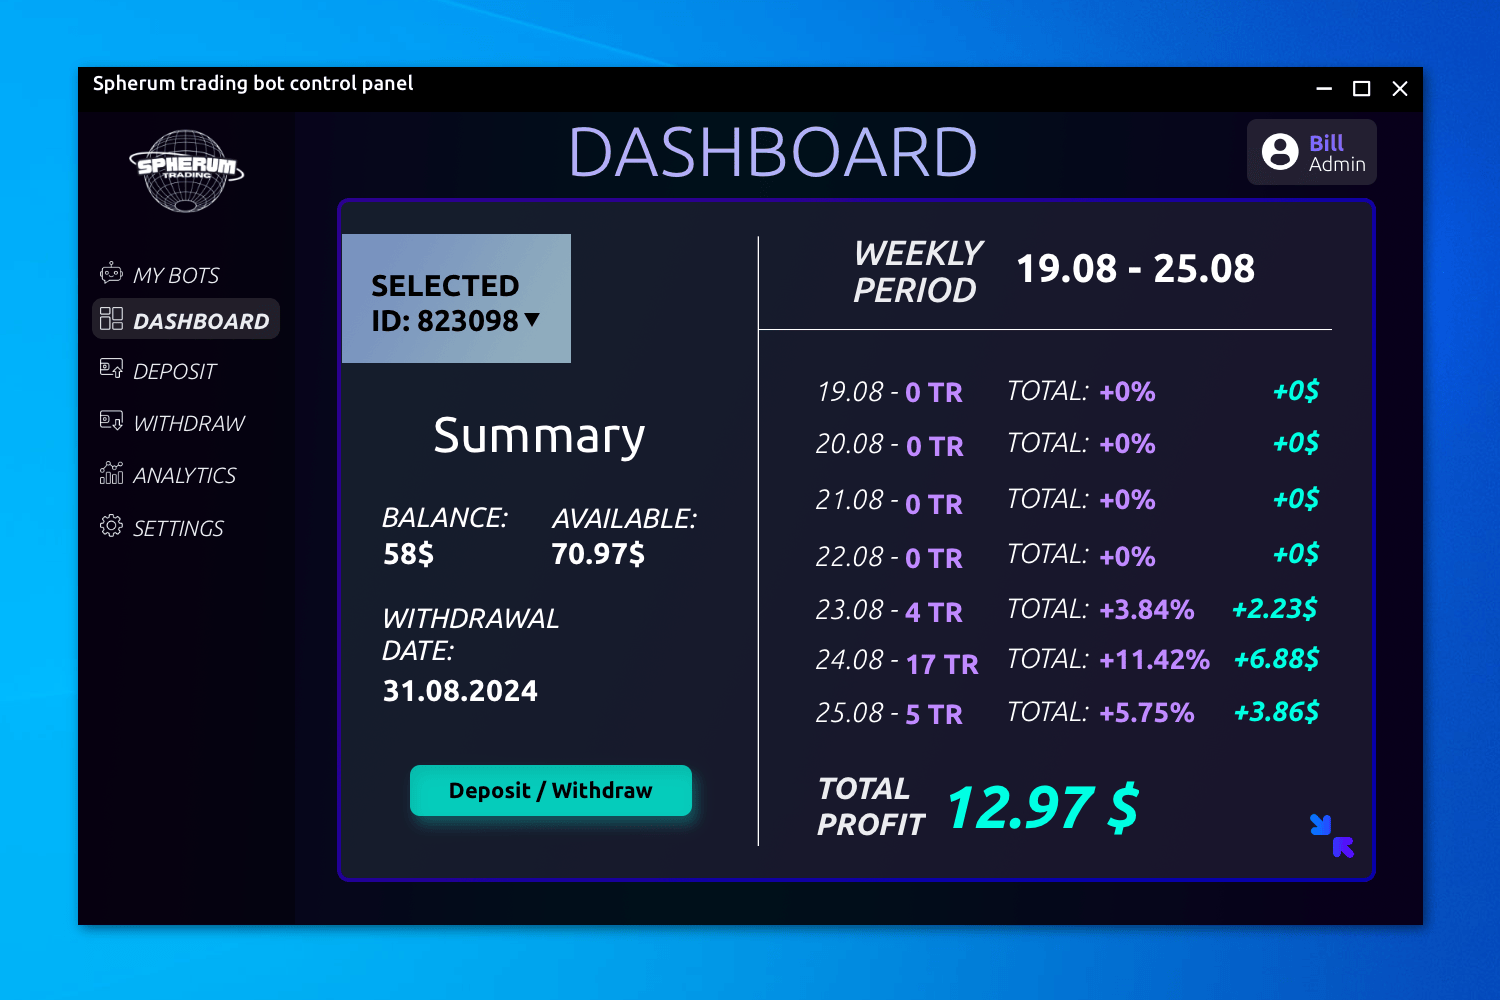 Spherum trading bot control panel
SPHERUM
TRADING
DASHBOARD
Bill
Admin
MY BOTS
DASHBOARD
DEPOSIT
WITHDRAW
ANALYTICS
SETTINGS
SELECTED
ID: 823098▼
Summary
BALANCE: AVAILABLE:
58$ 70.97$
WITHDRAWAL
DATE:
31.08.2024
Deposit / Withdraw
WEEKLY
PERIOD
19.08 - 25.08
19.08 - 0 TR TOTAL: +0% +0$
20.08 - 0 TR TOTAL: +0% +0$
21.08 - 0 TR TOTAL: +0% +0$
22.08 - 0 TR TOTAL: +0% +0$
23.08 - 4 TR TOTAL: +3.84% +2.23$
24.08 - 17 TR TOTAL: +11.42% +6.88$
25.08 - 5 TR TOTAL: +5.75% +3.86$
TOTAL
PROFIT
12.97 $